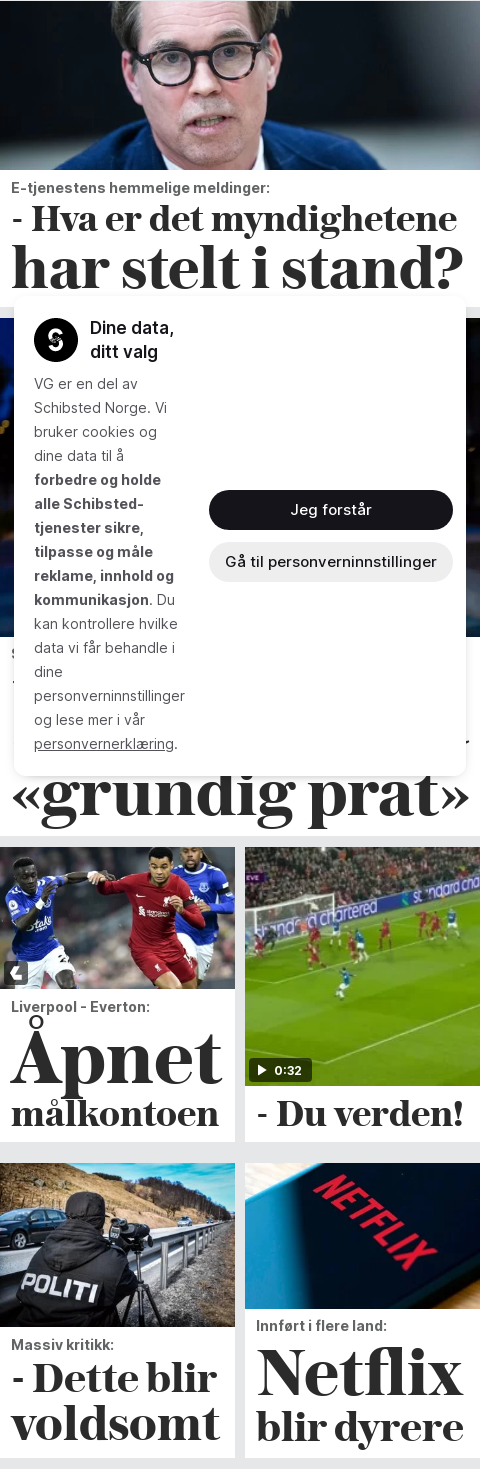 E-tjenestens hemmelige meldinger:
- Hva er det myndighetene
har stelt i stand?
Dine data,
ditt valg
VG er en del av
Schibsted Norge. Vi
bruker cookies og
dine data til å
forbedre og holde
alle Schibsted-
tjenester sikre,
tilpasse og måle
reklame, innhold og
kommunikasjon. Du
kan kontrollere hvilke
data vi får behandle i
dine
personverninnstillinger
og lese mer i vår
personvernerklæring.
Jeg forstår
Gå til personverninnstillinger
«grundig prat»
Liverpool - Everton:
Åpnet
målkontoen
EVE
standard chartered
0:32
- Du verden!
POLITI
Massiv kritikk:
- Dette blir
voldsomt
NETFLIX
Innført i flere land:
Netflix
blir dyrere